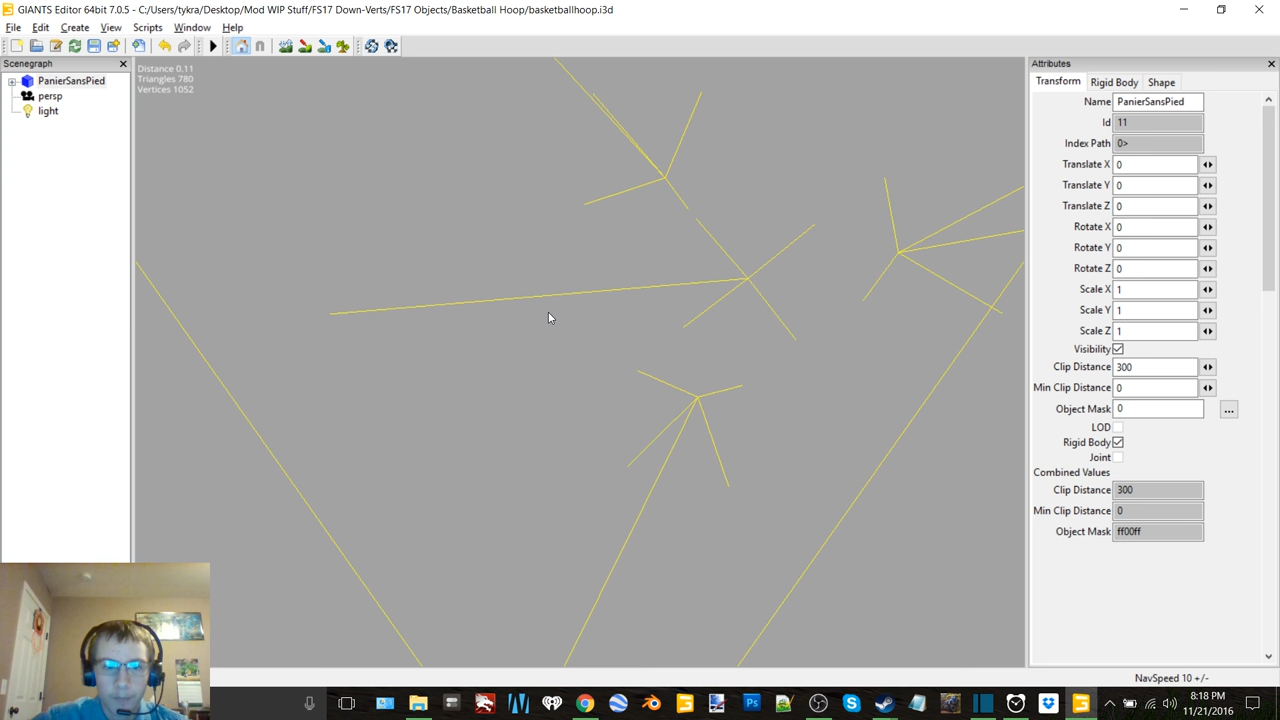 GIANTS Editor 64bit 7.0.5 - C:/Users/tykra/Desktop/Mod WIP Stuff/FS17 Down-Verts/FS17 Objects/Basketball Hoop/basketballhoop.i3d
File Edit Create View Scripts Window Help
Scenegraph
PanierSansPied
persp
light
Distance 0.11
Triangles 780
Vertices 1052
Attributes
Transform Rigid Body Shape
Name PanierSansPied
Id 11
Index Path 0>
Translate X 0
Translate Y 0
Translate Z 0
Rotate X 0
Rotate Y 0
Rotate Z 0
Scale X 1
Scale Y 1
Scale Z 1
Visibility
Clip Distance 300
Min Clip Distance 0
Object Mask 0 ...
LOD
Rigid Body
Joint
Combined Values
Clip Distance 300
Min Clip Distance 0
Object Mask ff00ff
NavSpeed 10 +/-
Ps
8:18 PM
11/21/2016